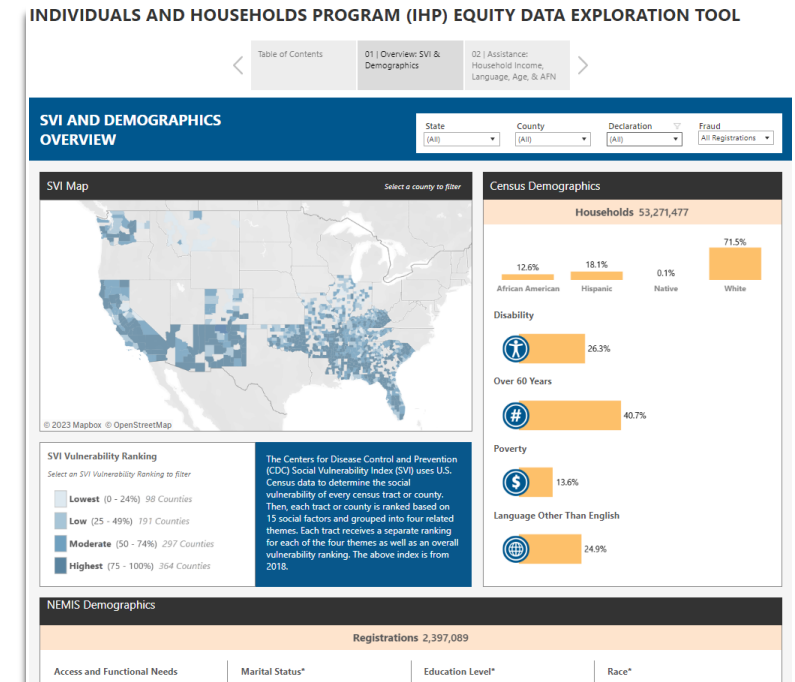 INDIVIDUALS AND HOUSEHOLDS PROGRAM (IHP) EQUITY DATA EXPLORATION TOOL
Table of Contents
01 | Overview: SVI &
Demographics
02 | Assistance:
Household Income,
Language, Age, & AFN
SVI AND DEMOGRAPHICS
OVERVIEW
State
(All)
County
(All)
Declaration
(All)
Fraud
All Registrations
SVI Map
Select a county to filter
© 2023 Mapbox © OpenStreetMap
SVI Vulnerability Ranking
Select an SVI Vulnerability Ranking to filter
Lowest (0 - 24%) 98 Counties
Low (25 - 49%) 191 Counties
Moderate (50 - 74%) 297 Counties
Highest (75 - 100%) 364 Counties
The Centers for Disease Control and Prevention
(CDC) Social Vulnerability Index (SVI) uses U.S.
Census data to determine the social
vulnerability of every census tract or county.
Then, each tract or county is ranked based on
15 social factors and grouped into four related
themes. Each tract receives a separate ranking
for each of the four themes as well as an overall
vulnerability ranking. The above index is from
2018.
Census Demographics
Households 53,271,477
12.6%
18.1%
0.1%
71.5%
African American
Hispanic
Native
White
Disability
26.3%
Over 60 Years
#
40.7%
Poverty
$
13.6%
Language Other Than English
24.9%
NEMIS Demographics
Registrations 2,397,089
Access and Functional Needs
Marital Status*
Education Level*
Race*